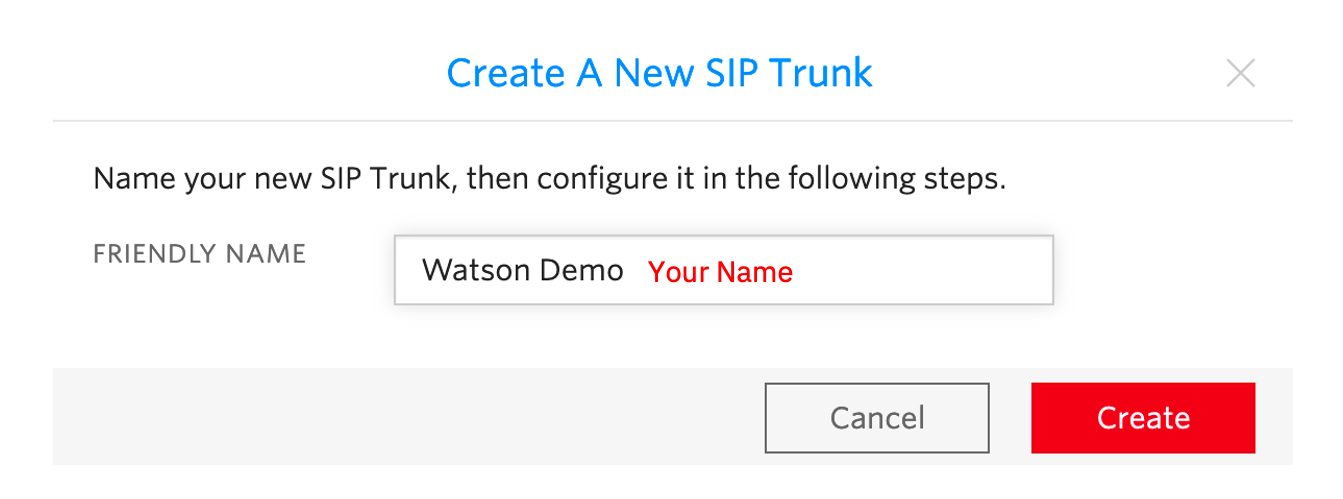 Create A New SIP Trunk
Name your new SIP Trunk, then configure it in the following steps.
FRIENDLY NAME
Watson Demo Your Name
Cancel Create